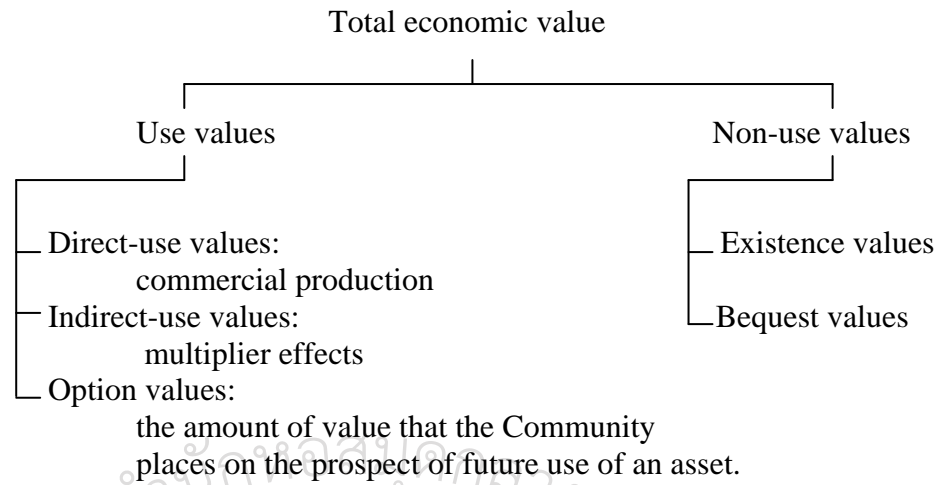 Total economic value
Use values
Non-use values
Direct-use values:
commercial production
Indirect-use values:
multiplier effects
Option values:
the amount of value that the Community
places on the prospect of future use of an asset.
Existence values
Bequest values